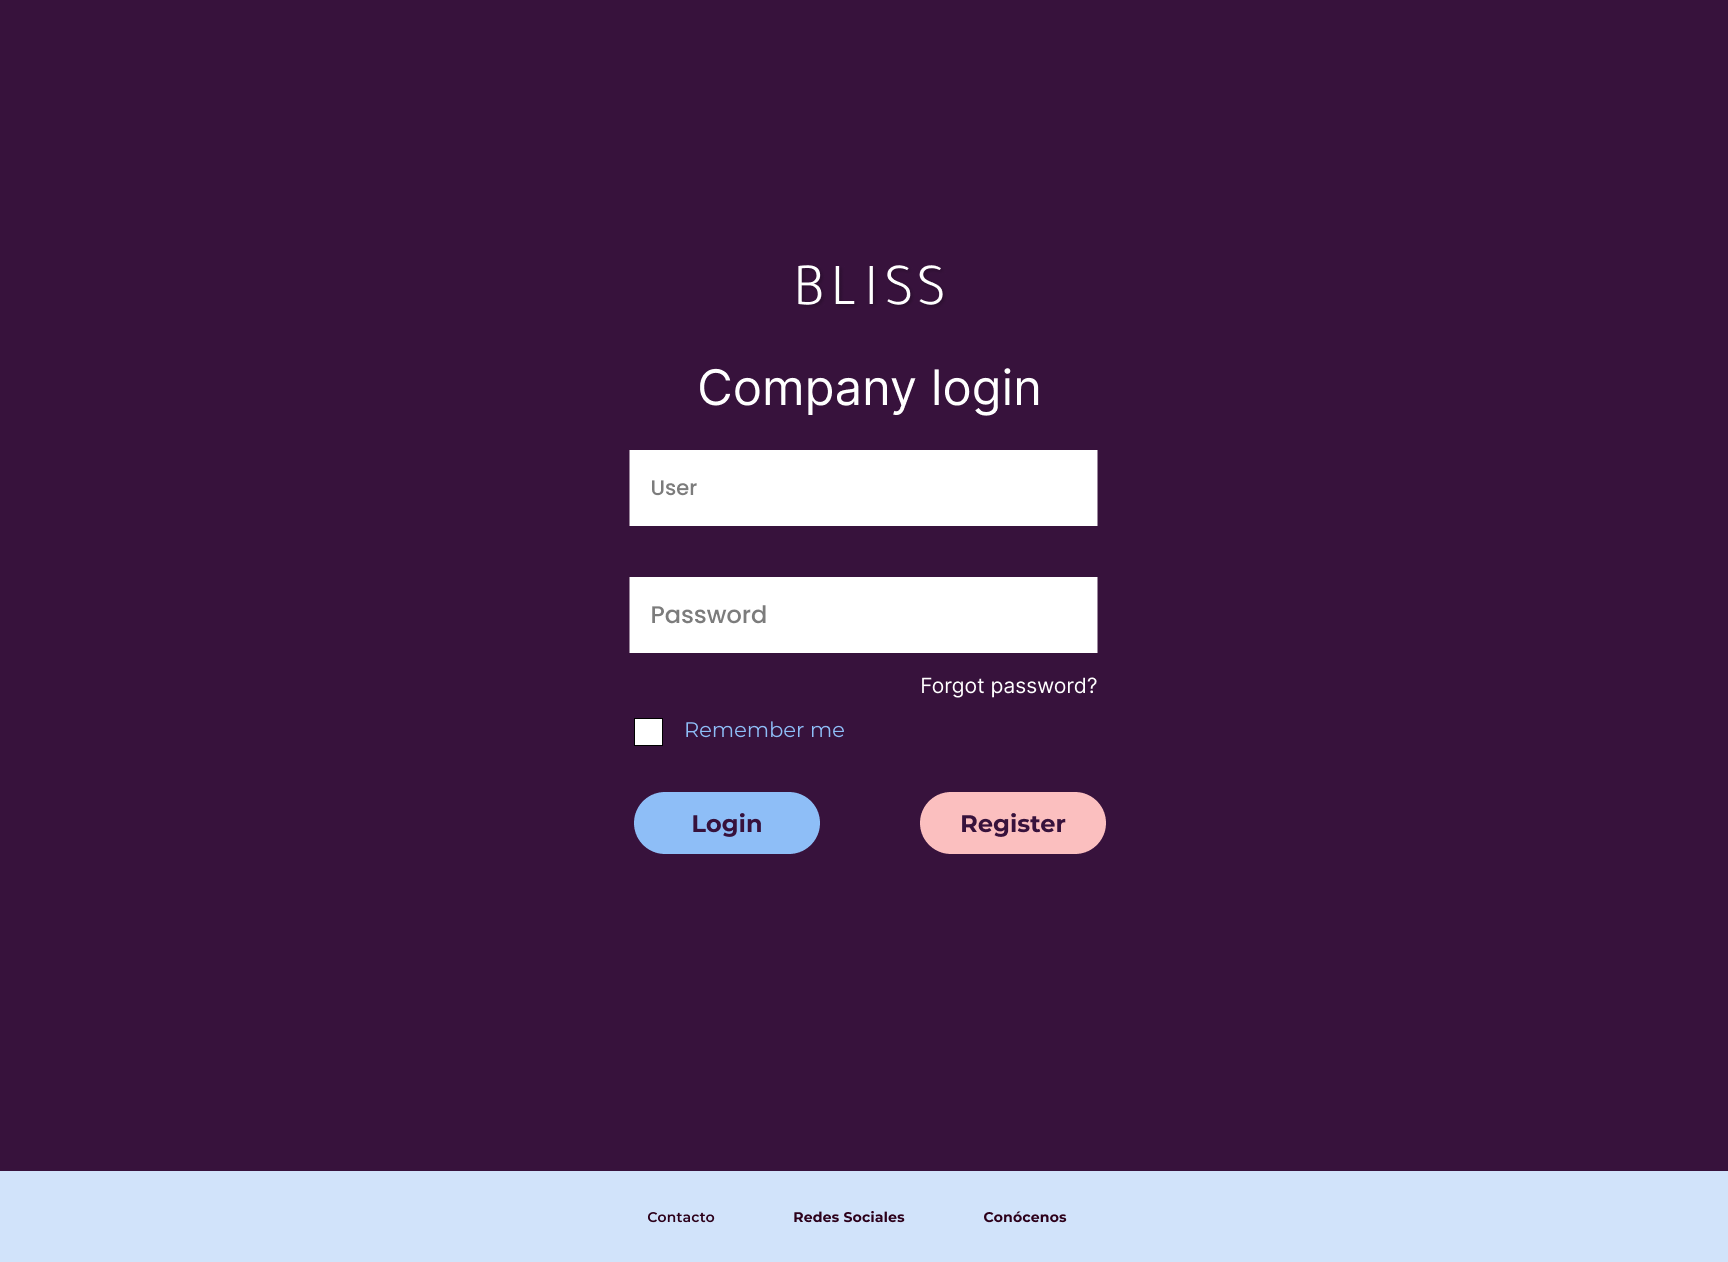 BLISS
Company login
User
Password
Forgot password?
Remember me
Login
Register
Contacto
Redes Sociales
Conócenos